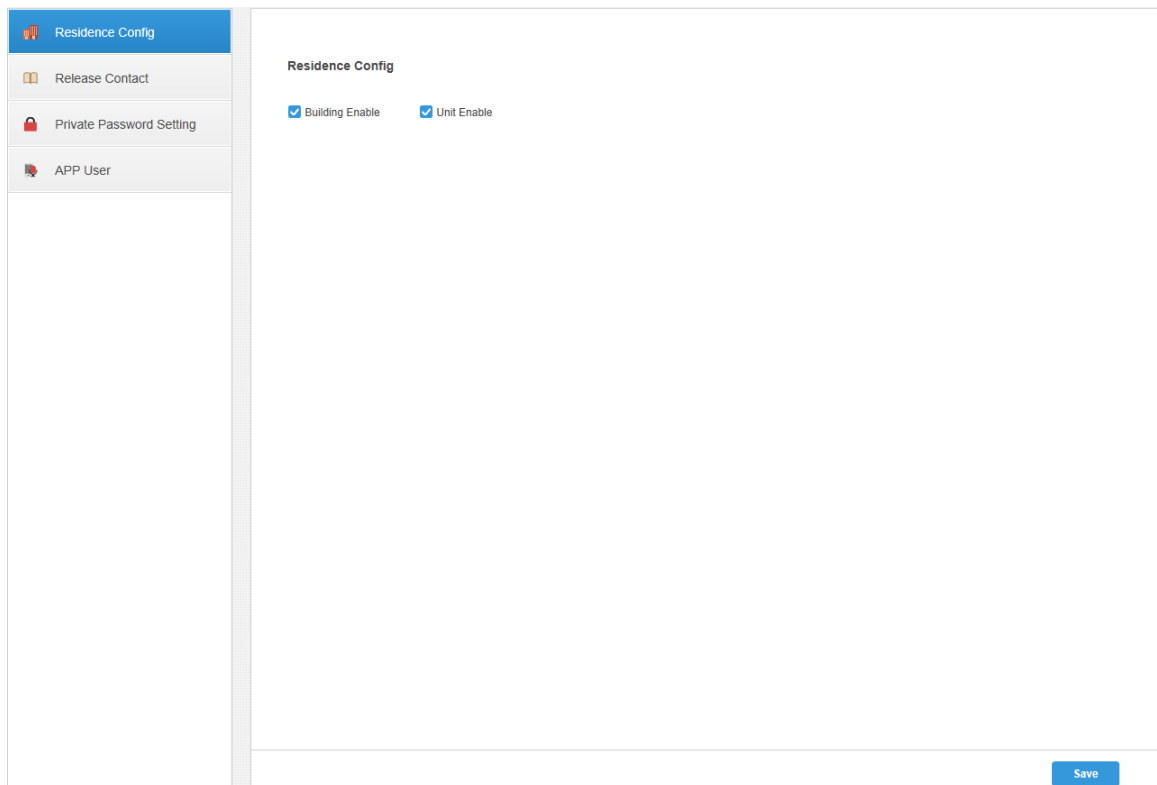 Residence Config
Release Contact
Private Password Setting
APP User
Residence Config
Building Enable Unit Enable
Save